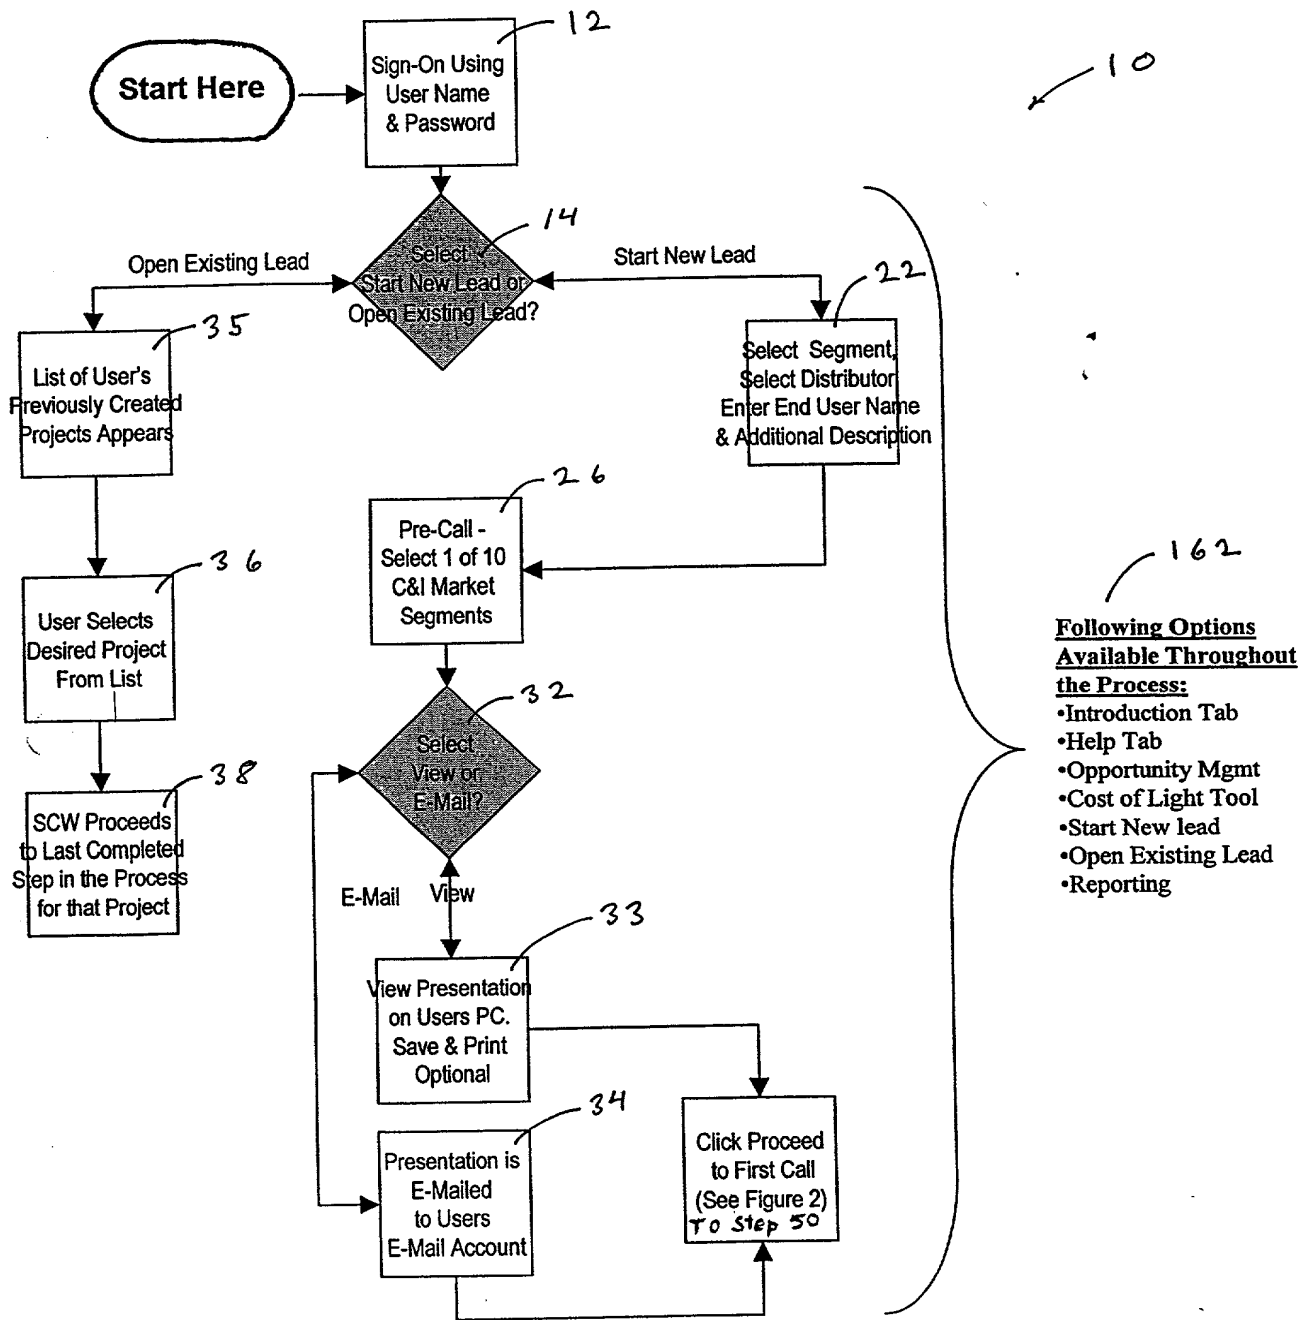 12
Start Here
Sign-On Using
User Name
& Password
10
14
Open Existing Lead
Select
Start New Lead or
Open Existing Lead?
Start New Lead
22
35
List of User's
Previously Created
Projects Appears
Select Segment,
Select Distributor
Enter End User Name
& Additional Description
26
Pre-Call -
Select 1 of 10
C&I Market
Segments
36
User Selects
Desired Project
From List
162
Following Options
Available Throughout
the Process:
•Introduction Tab
•Help Tab
•Opportunity Mgmt
•Cost of Light Tool
•Start New lead
•Open Existing Lead
•Reporting
32
Select
View or
E-Mail?
38
SCW Proceeds
to Last Completed
Step in the Process
for that Project
E-Mail
View
33
View Presentation
on Users PC.
Save & Print
Optional
34
Presentation is
E-Mailed
to Users
E-Mail Account
Click Proceed
to First Call
(See Figure 2)
TO Step 50